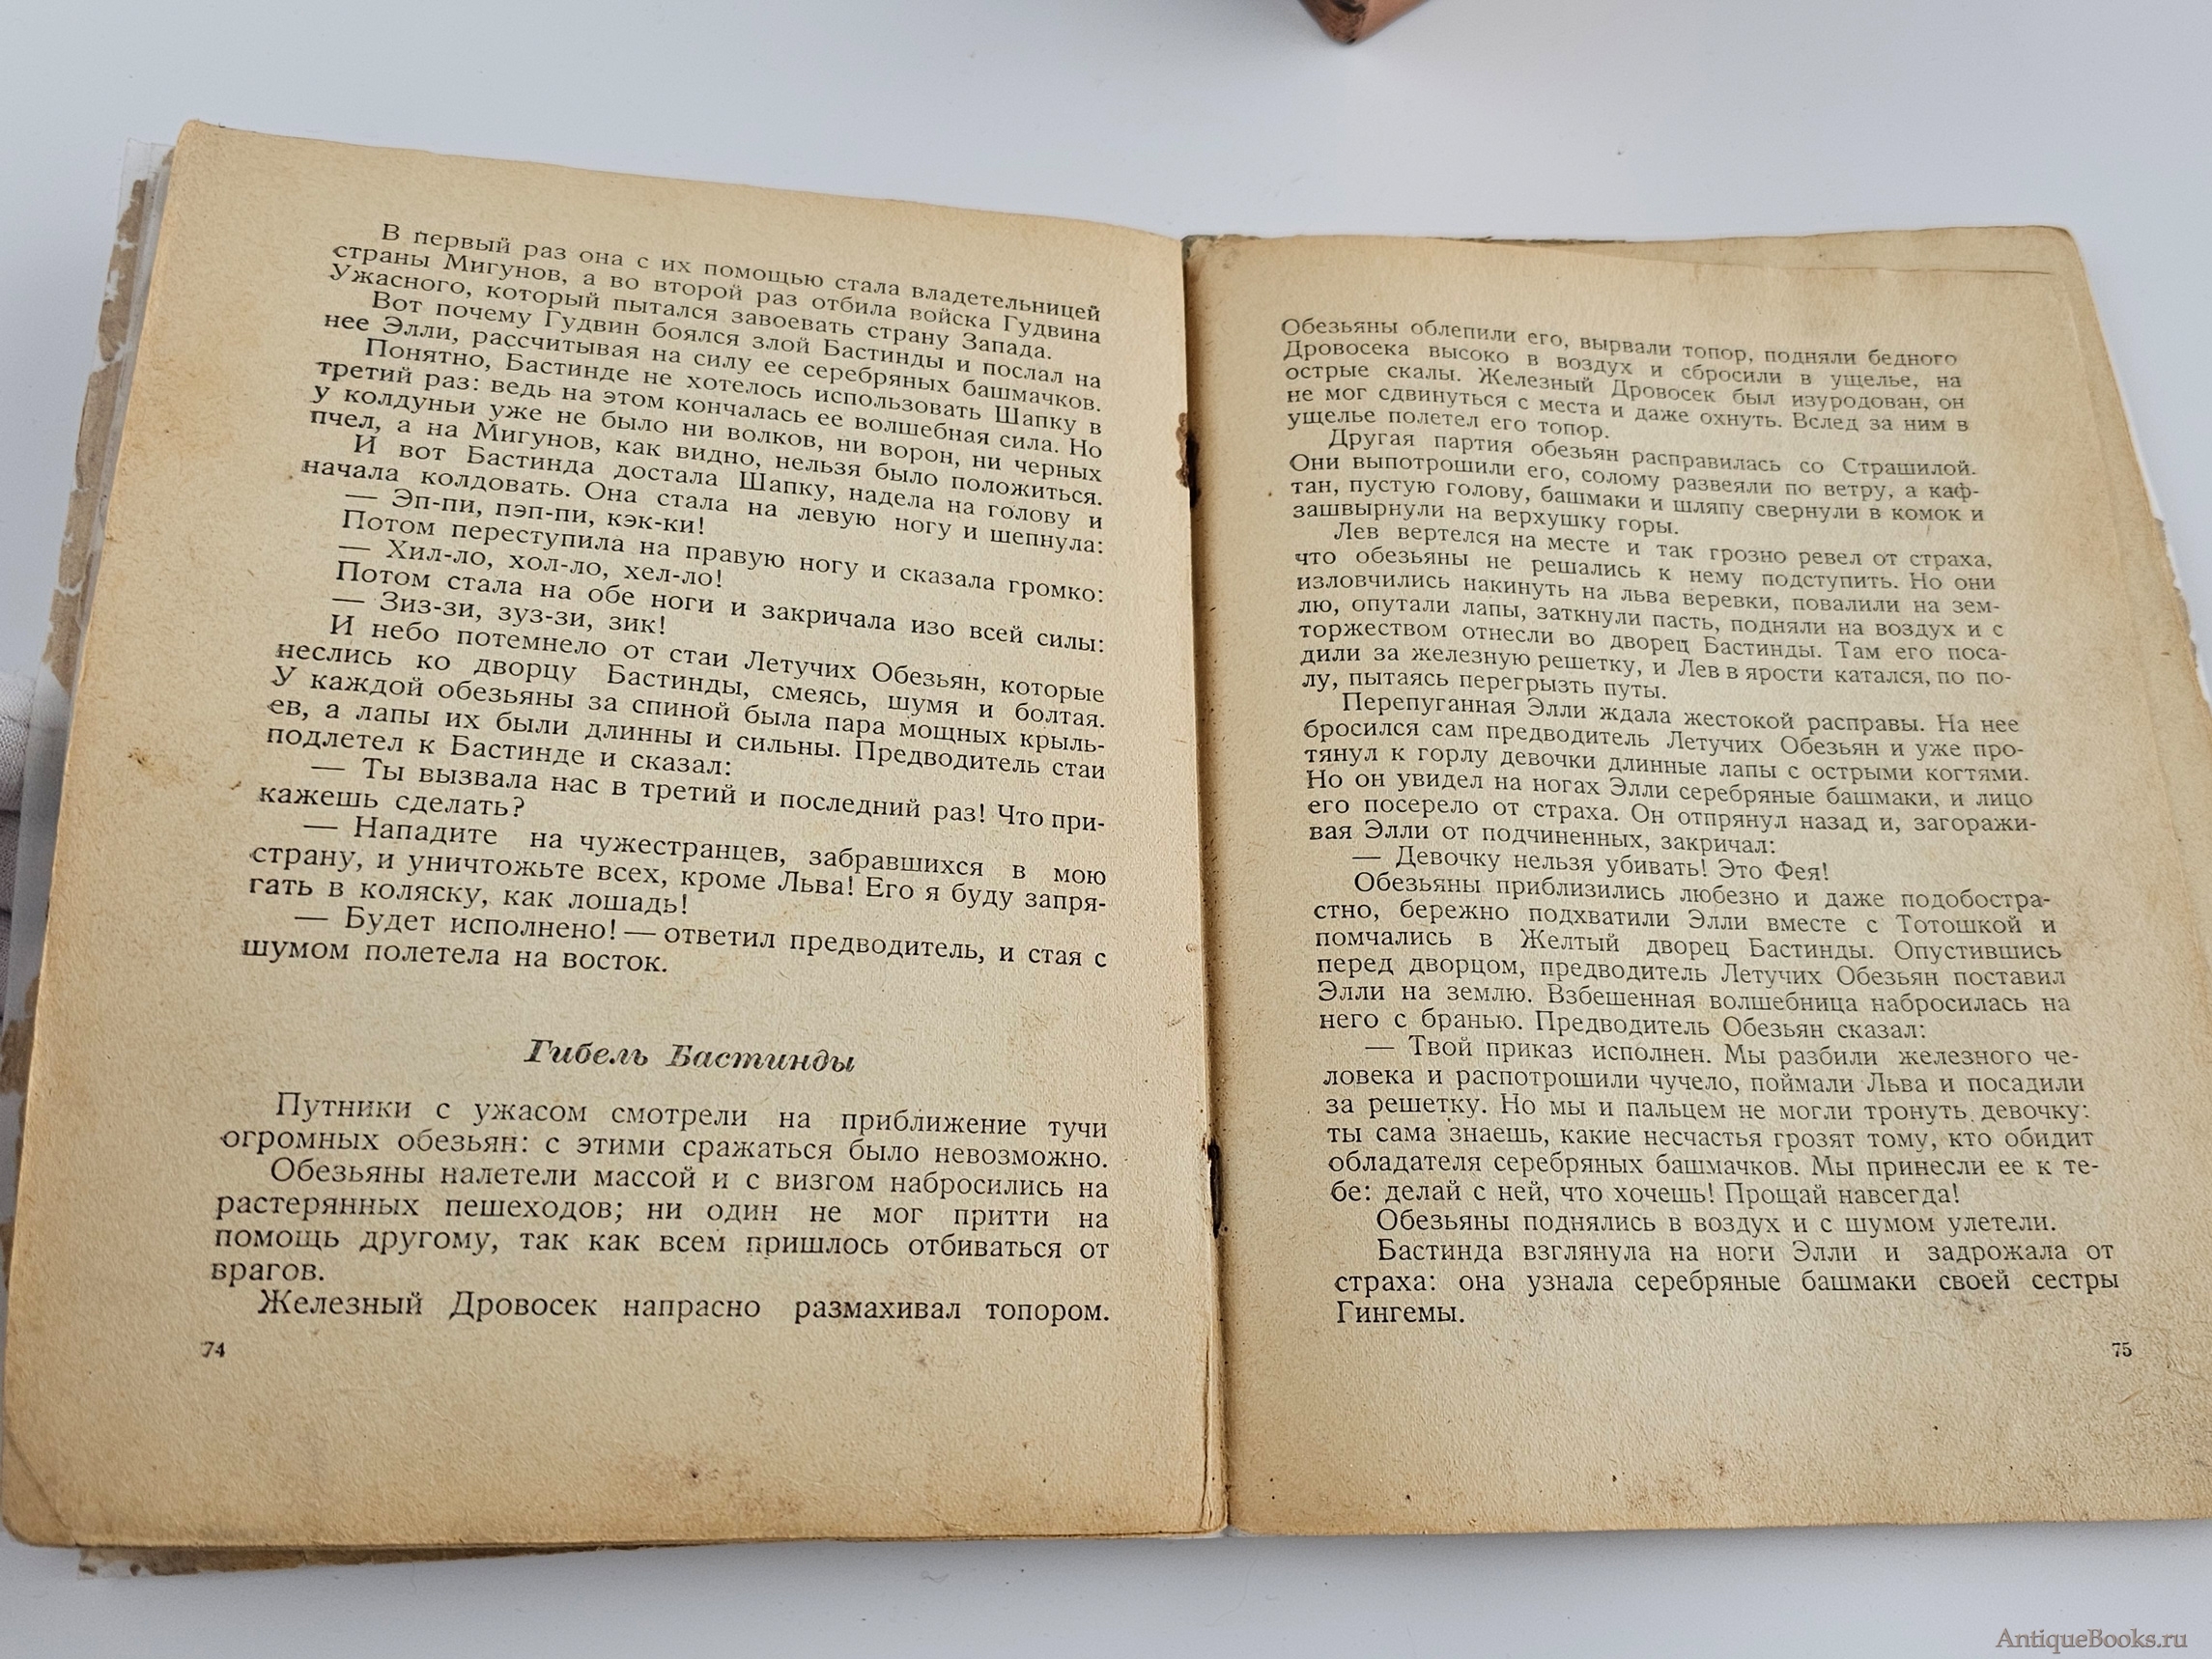 В первый раз она с их помощью стала владетельницей
страны Мигунов, а во второй раз отбила войска Гудвина
Ужасного, который пытался завоевать страну Запада.
Вот почему Гудвин боялся злой Бастинды и послал на
нее Элли, рассчитывая на силу ее серебряных башмачков.
Понятно, Бастинде не хотелось использовать Шапку в
третий раз: ведь на этом кончалась ее волшебная сила. Но
у колдуньи уже не было ни волков, ни ворон, ни черных
пчел, а на Мигунов, как видно, нельзя было положиться.
И вот Бастинда достала Шапку, надела на голову и
начала колдовать. Она стала на левую ногу и шепнула:
— Эп-пи, пэп-пи, кэк-ки!
Потом переступила на правую ногу и сказала громко:
— Хил-ло, хол-ло, хел-ло!
Потом стала на обе ноги и закричала изо всей силы:
— Зиз-зи, зуз-зи, зик!
И небо потемнело от стаи Летучих Обезьян, которые
неслись ко дворцу Бастинды, смеясь, шумя и болтая.
У каждой обезьяны за спиной была пара мощных крыль-
ев, а лапы их были длинны и сильны. Предводитель стаи
подлетел к Бастинде и сказал:
— Ты вызвала нас в третий и последний раз! Что при-
кажешь сделать?
— Нападите на чужестранцев, забравшихся в мою
страну, и уничтожьте всех, кроме Льва! Его я буду запря-
гать в коляску, как лошадь!
— Будет исполнено! — ответил предводитель, и стая с
шумом полетела на восток.
Гибель Бастинды
Путники с ужасом смотрели на приближение тучи
огромных обезьян: с этими сражаться было невозможно.
Обезьяны налетели массой и с визгом набросились на
растерянных пешеходов; ни один не мог притти на
помощь другому, так как всем пришлось отбиваться от
врагов.
Железный Дровосек напрасно размахивал топором.
74
Обезьяны облепили его, вырвали топор, подняли бедного
Дровосека высоко в воздух и сбросили в ущелье, на
острые скалы. Железный Дровосек был изуродован, он
не мог сдвинуться с места и даже охнуть. Вслед за ним в
ущелье полетел его топор.
Другая партия обезьян расправилась со Страшилой.
Они выпотрошили его, солому развеяли по ветру, а каф-
тан, пустую голову, башмаки и шляпу свернули в комок и
зашвырнули на верхушку горы.
Лев вертелся на месте и так грозно ревел от страха,
что обезьяны не решались к нему подступить. Но они
изловчились накинуть на льва веревки, повалили на зем-
лю, опутали лапы, заткнули пасть, подняли на воздух и с
торжеством отнесли во дворец Бастинды. Там его поса-
дили за железную решетку, и Лев в ярости катался, по по-
лу, пытаясь перегрызть путы.
Перепуганная Элли ждала жестокой расправы. На нее
бросился сам предводитель Летучих Обезьян и уже про-
тянул к горлу девочки длинные лапы с острыми когтями.
Но он увидел на ногах Элли серебряные башмаки, и лицо
его посерело от страха. Он отпрянул назад и, загоражи-
вая Элли от подчиненных, закричал:
— Девочку нельзя убивать! Это Фея!
Обезьяны приблизились любезно и даже подобостра-
стно, бережно подхватили Элли вместе с Тотошкой и
помчались в Желтый дворец Бастинды. Опустившись
перед дворцом, предводитель Летучих Обезьян поставил
Элли на землю. Взбешенная волшебница набросилась на
него с бранью. Предводитель Обезьян сказал:
— Твой приказ исполнен. Мы разбили железного че-
ловека и распотрошили чучело, поймали Льва и посадили
за решетку. Но мы и пальцем не могли тронуть девочку:
ты сама знаешь, какие несчастья грозят тому, кто обидит
обладателя серебряных башмачков. Мы принесли ее к те-
бе: делай с ней, что хочешь! Прощай навсегда!
Обезьяны поднялись в воздух и с шумом улетели.
Бастинда взглянула на ноги Элли и задрожала от
страха: она узнала серебряные башмаки своей сестры
Гингемы.
75
AntiqueBooks.ru